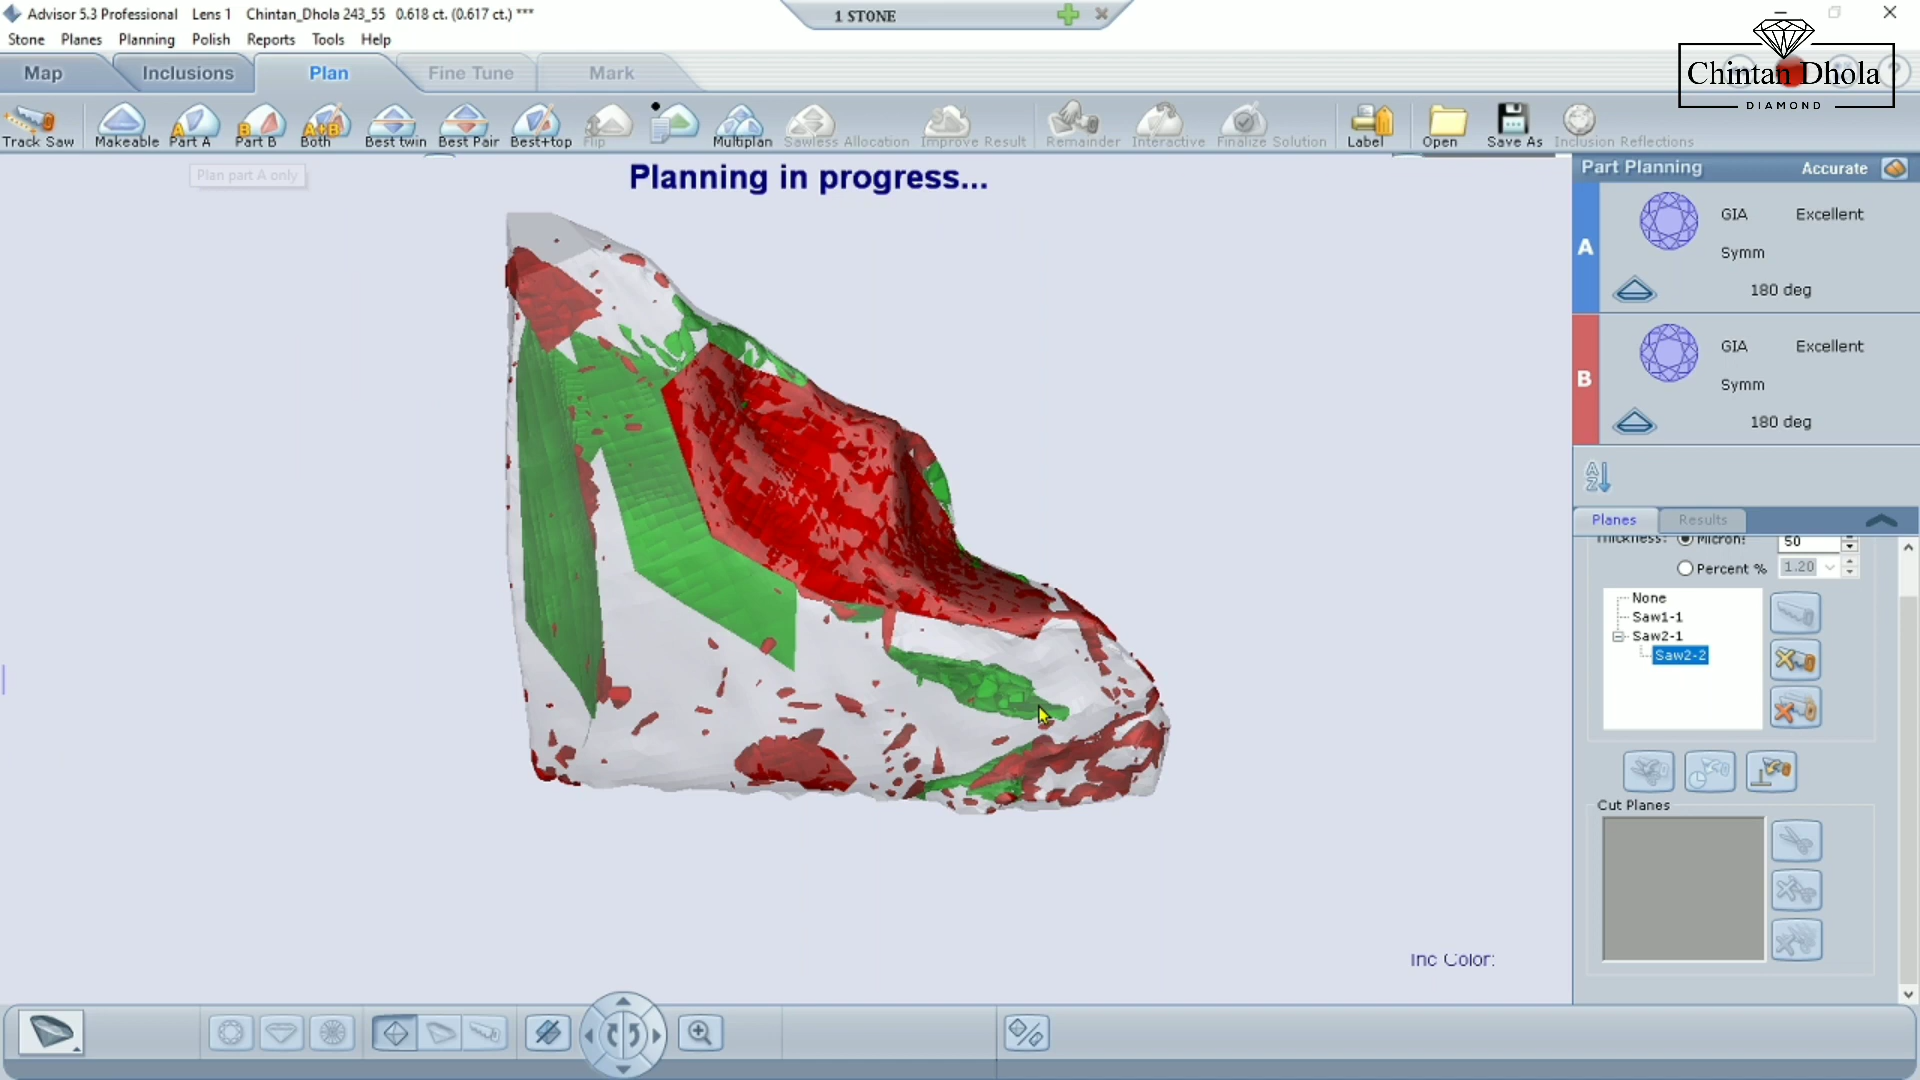 Advisor 5.3 Professional Lens 1 Chintan_Dhola 243_55 0.618 ct. (0.617 ct.) ***
1 STONE
Stone Planes Planning Polish Reports Tools Help
Chintan Dhola
DIAMOND
Map Inclusions Plan Fine Tune Mark
Track Saw Makeable Part A Part B Both Best twin Best Pair Best+top Flip Multiplan Sawless Allocation Improve Result Remainder Interactive Finalize Solution Label Open Save As Inclusion Reflections
Plan part A only
Planning in progress...
Part Planning Accurate
A
GIA Excellent
Symm
180 deg
B
GIA Excellent
Symm
180 deg
Planes Results
Thickness: Micron: 50
Percent % 1.20
None
Saw1-1
Saw2-1
Saw2-2
Cut Planes
Inc Color: